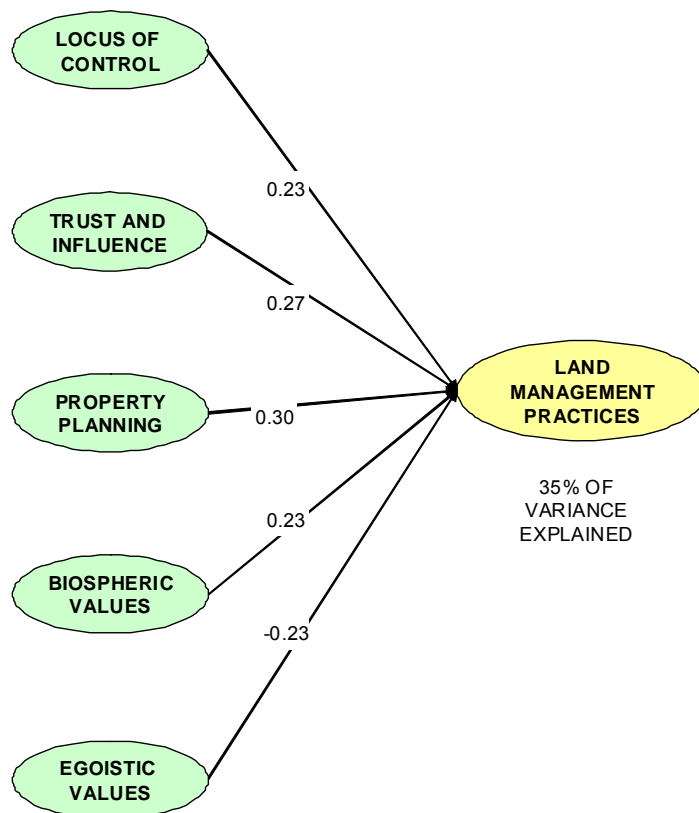 LOCUS OF
CONTROL
0.23
TRUST AND
INFLUENCE
0.27
PROPERTY
PLANNING
0.30
LAND
MANAGEMENT
PRACTICES
35% OF
VARIANCE
EXPLAINED
0.23
BIOSPHERIC
VALUES
-0.23
EGOISTIC
VALUES